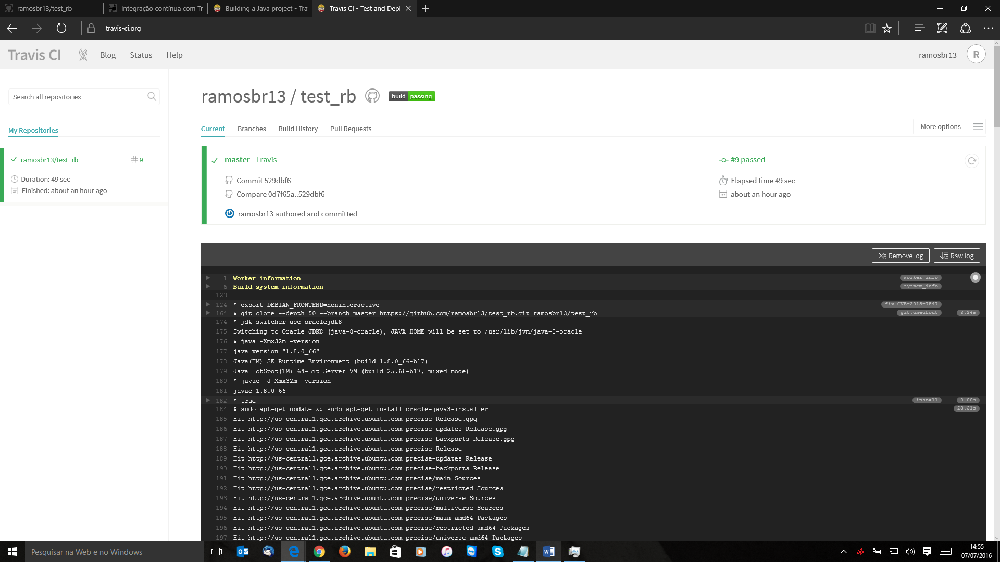 ramosbr13/test_rb
Integração contínua com Tr
Building a Java project - Tra
Travis CI - Test and Depl
travis-ci.org
Travis CI
Blog
Status
Help
ramosbr13
R
Search all repositories
My Repositories +
ramosbr13/test_rb
# 9
Duration: 49 sec
Finished: about an hour ago
ramosbr13 / test_rb
build passing
Current
Branches
Build History
Pull Requests
More options
master Travis
Commit 529dbf6
Compare 0d7f65a..529dbf6
ramosbr13 authored and committed
#9 passed
Elapsed time 49 sec
about an hour ago
Remove log
Raw log
1 Worker information worker_info
6 Build system information system_info
123
124 $ export DEBIAN_FRONTEND=noninteractive fix.CVE-2015-7547
164 $ git clone --depth=50 --branch=master https://github.com/ramosbr13/test_rb.git ramosbr13/test_rb git.checkout 3.24s
174 $ jdk_switcher use oraclejdk8
175 Switching to Oracle JDK8 (java-8-oracle), JAVA_HOME will be set to /usr/lib/jvm/java-8-oracle
176 $ java -Xmx32m -version
177 java version "1.8.0_66"
178 Java(TM) SE Runtime Environment (build 1.8.0_66-b17)
179 Java HotSpot(TM) 64-Bit Server VM (build 25.66-b17, mixed mode)
180 $ javac -J-Xmx32m -version
181 javac 1.8.0_66
182 $ true install 0.00s
184 $ sudo apt-get update && sudo apt-get install oracle-java8-installer 23.31s
185 Hit http://us-central1.gce.archive.ubuntu.com precise Release.gpg
186 Hit http://us-central1.gce.archive.ubuntu.com precise-updates Release.gpg
187 Hit http://us-central1.gce.archive.ubuntu.com precise-backports Release.gpg
188 Hit http://us-central1.gce.archive.ubuntu.com precise Release
189 Hit http://us-central1.gce.archive.ubuntu.com precise-updates Release
190 Hit http://us-central1.gce.archive.ubuntu.com precise-backports Release
191 Hit http://us-central1.gce.archive.ubuntu.com precise/main Sources
192 Hit http://us-central1.gce.archive.ubuntu.com precise/restricted Sources
193 Hit http://us-central1.gce.archive.ubuntu.com precise/universe Sources
194 Hit http://us-central1.gce.archive.ubuntu.com precise/multiverse Sources
195 Hit http://us-central1.gce.archive.ubuntu.com precise/main amd64 Packages
196 Hit http://us-central1.gce.archive.ubuntu.com precise/restricted amd64 Packages
197 Hit http://us-central1.gce.archive.ubuntu.com precise/universe amd64 Packages
Pesquisar na Web e no Windows
14:55
07/07/2016